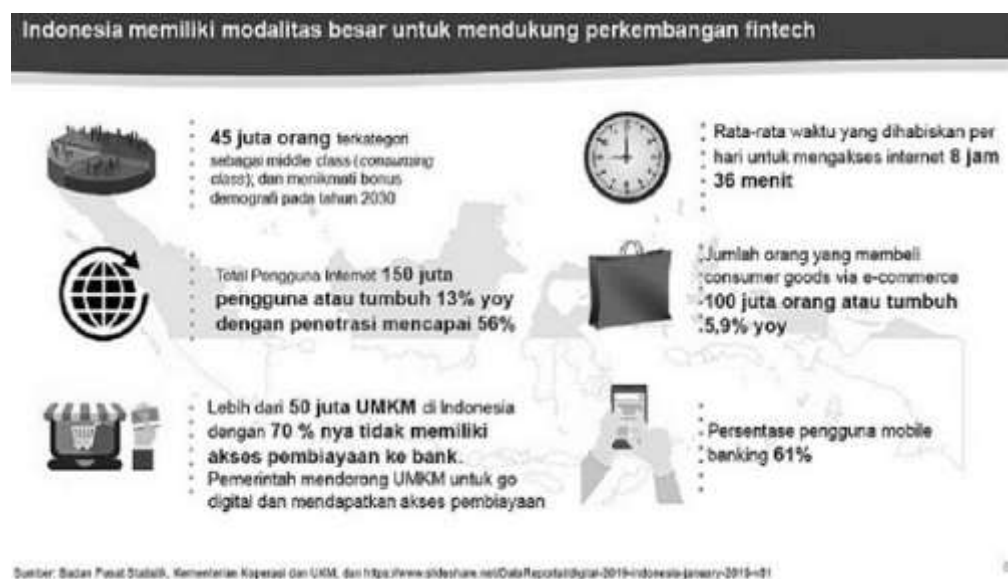 Indonesia memiliki modalitas besar untuk mendukung perkembangan fintech
45 juta orang terkategori
sebagai middle class (consuming
class), dan menikmati bonus
demografi pada tahun 2030
Rata-rata waktu yang dihabiskan per
hari untuk mengakses internet 8 jam
36 menit
Total Pengguna Internet 150 juta
pengguna atau tumbuh 13% yoy
dengan penetrasi mencapai 56%
Jumlah orang yang membeli
consumer goods via e-commerce
100 juta orang atau tumbuh
5,9% yoy
Lebih dari 50 juta UMKM di Indonesia
dengan 70 % nya tidak memiliki
akses pembiayaan ke bank.
Pemerintah mendorong UMKM untuk go
digital dan mendapatkan akses pembiayaan
Persentase pengguna mobile
banking 61%
Sumber: Badan Pusat Statistik, Kementerian Koperasi dan UKM, dan